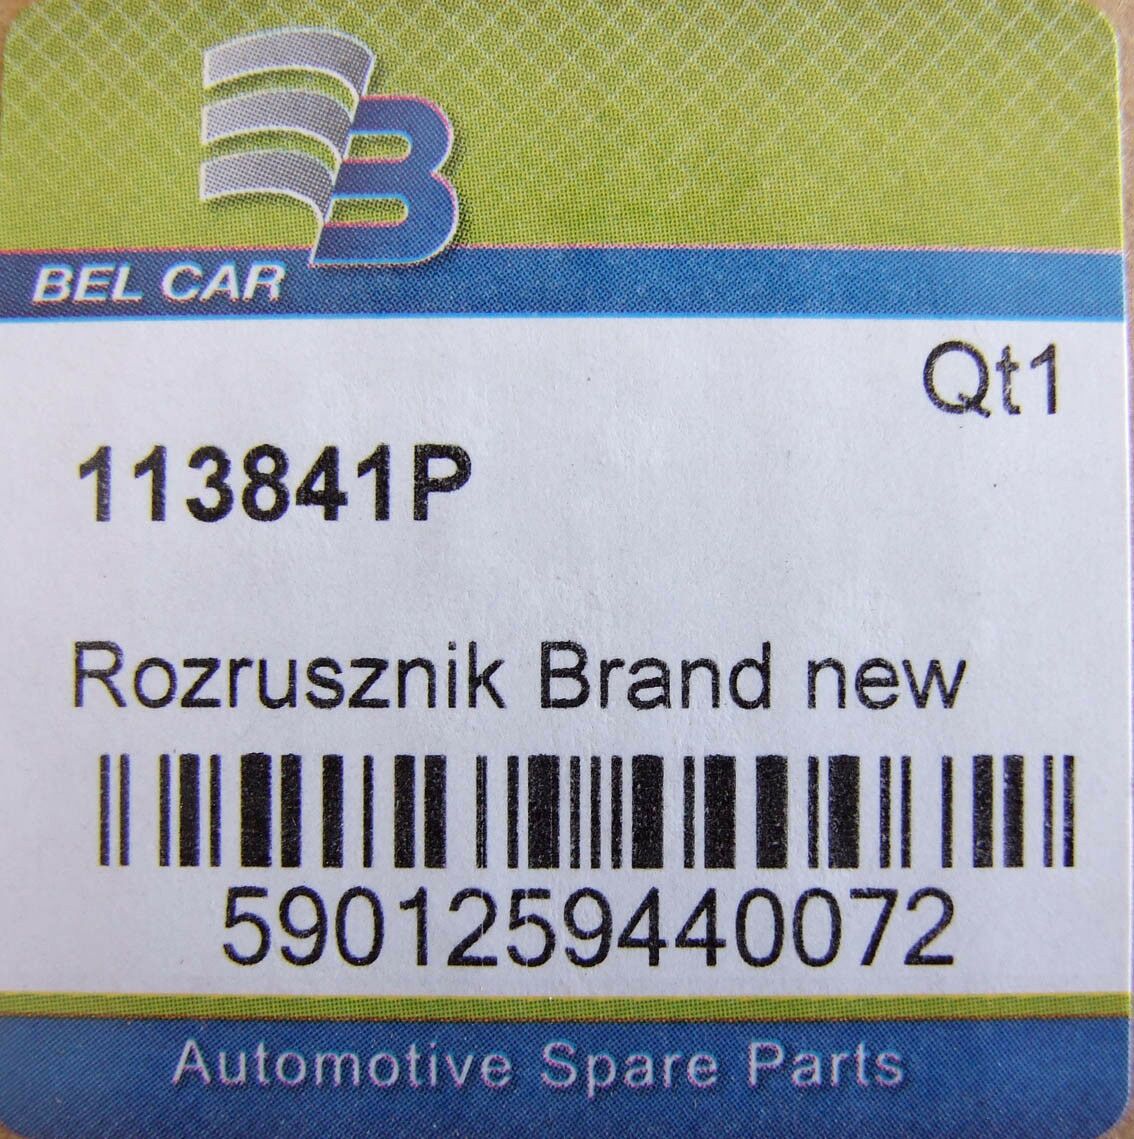 B
BEL CAR
Qt1
113841P
Rozrusznik Brand new
5901259440072
Automotive Spare Parts